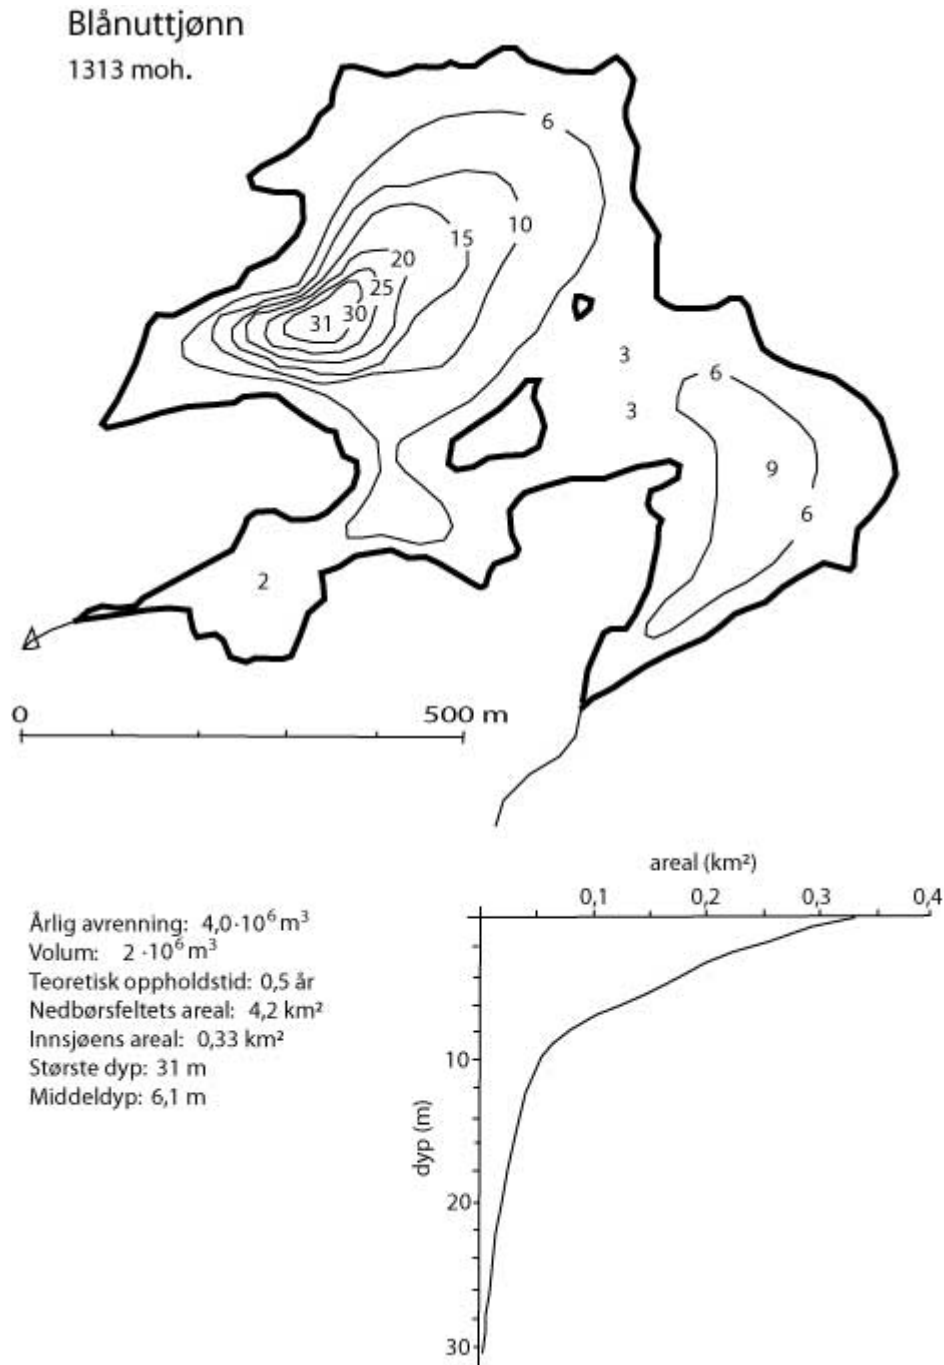 Blånuttjønn
1313 moh.
6
10
15
20
25
30
31
3
3
6
9
6
2
0 500 m
areal (km²)
0,1 0,2 0,3 0,4
Årlig avrenning: 4,0·10⁶ m³
Volum: 2 ·10⁶ m³
Teoretisk oppholdstid: 0,5 år
Nedbørsfeltets areal: 4,2 km²
Innsjøens areal: 0,33 km²
Største dyp: 31 m
Middeldyp: 6,1 m
10
dyp (m)
20
30